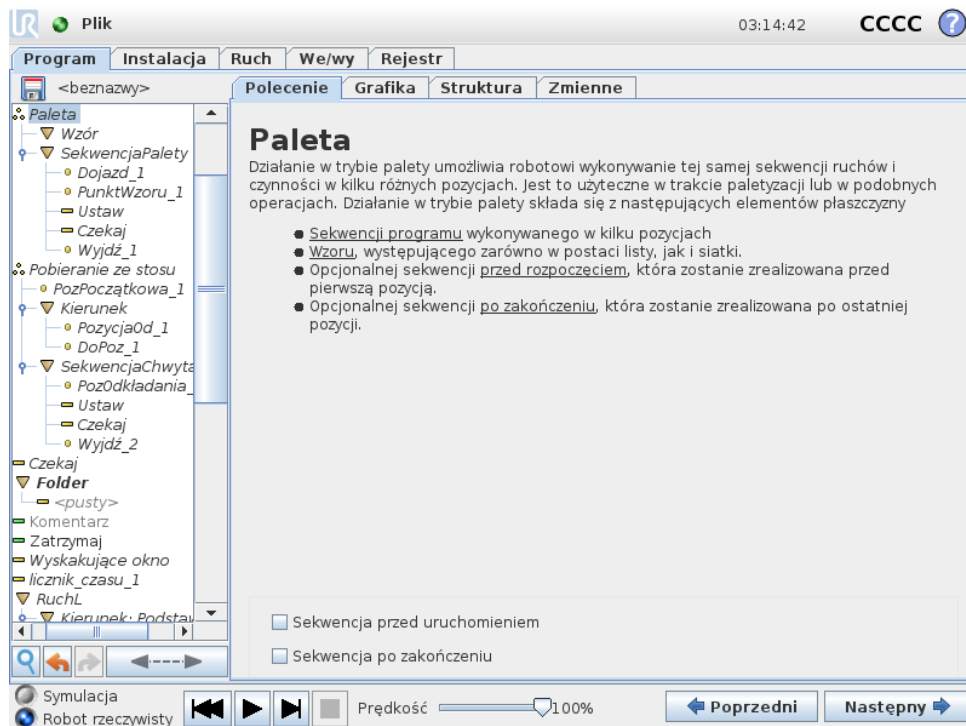 UR Plik 03:14:42 CCCC ?
Program Instalacja Ruch We/wy Rejestr
<beznazwy>
Polecenie Grafika Struktura Zmienne
Paleta
Wzór
SekwencjaPalety
Dojazd_1
PunktWzoru_1
Ustaw
Czekaj
Wyjdź_1
Pobieranie ze stosu
PozPoczątkowa_1
Kierunek
PozycjaOd_1
DoPoz_1
SekwencjaChwyta
PozOdkładania_
Ustaw
Czekaj
Wyjdź_2
Czekaj
Folder
<pusty>
Komentarz
Zatrzymaj
Wyskakujące okno
licznik_czasu_1
RuchL
Kierunek: Podstaw
Paleta
Działanie w trybie palety umożliwia robotowi wykonywanie tej samej sekwencji ruchów i
czynności w kilku różnych pozycjach. Jest to użyteczne w trakcie paletyzacji lub w podobnych
operacjach. Działanie w trybie palety składa się z następujących elementów płaszczyzny
Sekwencji programu wykonywanego w kilku pozycjach
Wzoru, występującego zarówno w postaci listy, jak i siatki.
Opcjonalnej sekwencji przed rozpoczęciem, która zostanie zrealizowana przed
pierwszą pozycją.
Opcjonalnej sekwencji po zakończeniu, która zostanie zrealizowana po ostatniej
pozycji.
Sekwencja przed uruchomieniem
Sekwencja po zakończeniu
Symulacja
Robot rzeczywisty
Prędkość 100%
Poprzedni Następny